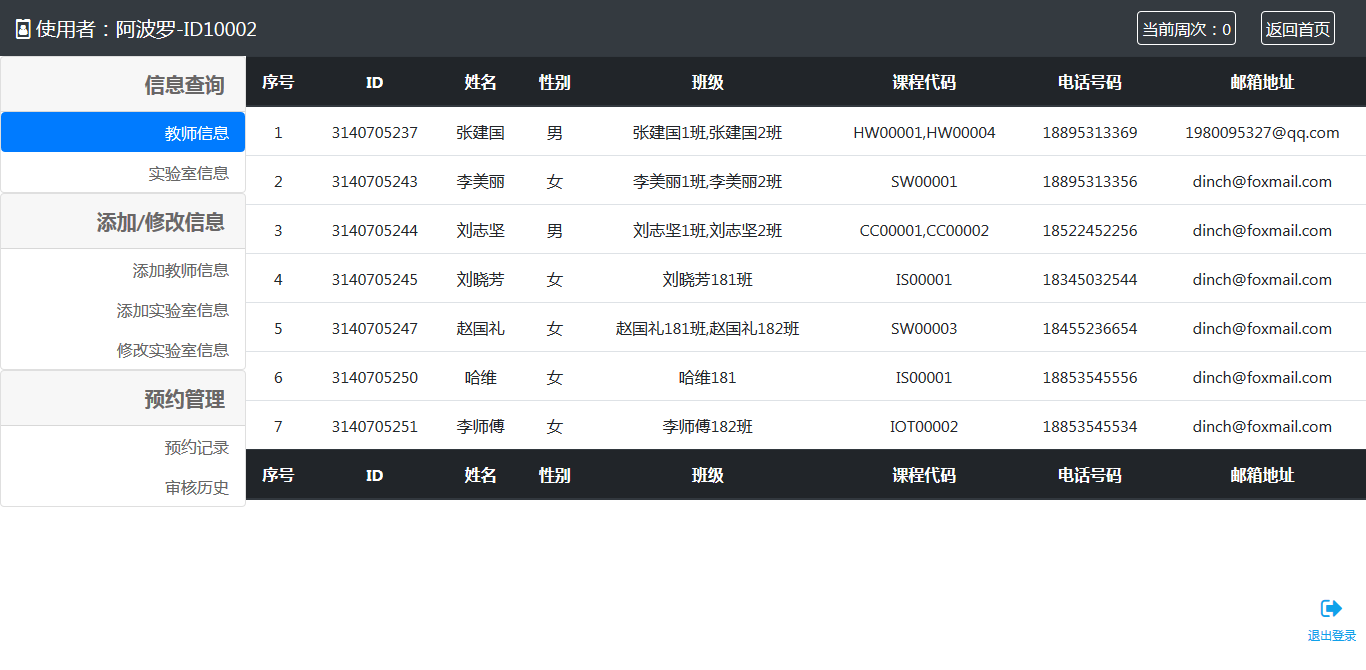 使用者：阿波罗-ID10002
当前周次：0 返回首页
信息查询
教师信息
实验室信息
添加/修改信息
添加教师信息
添加实验室信息
修改实验室信息
预约管理
预约记录
审核历史
序号 ID 姓名 性别 班级 课程代码 电话号码 邮箱地址
1 3140705237 张建国 男 张建国1班,张建国2班 HW00001,HW00004 18895313369 1980095327@qq.com
2 3140705243 李美丽 女 李美丽1班,李美丽2班 SW00001 18895313356 dinch@foxmail.com
3 3140705244 刘志坚 男 刘志坚1班,刘志坚2班 CC00001,CC00002 18522452256 dinch@foxmail.com
4 3140705245 刘晓芳 女 刘晓芳181班 IS00001 18345032544 dinch@foxmail.com
5 3140705247 赵国礼 女 赵国礼181班,赵国礼182班 SW00003 18455236654 dinch@foxmail.com
6 3140705250 哈维 女 哈维181 IS00001 18853545556 dinch@foxmail.com
7 3140705251 李师傅 女 李师傅182班 IOT00002 18853545534 dinch@foxmail.com
序号 ID 姓名 性别 班级 课程代码 电话号码 邮箱地址
退出登录